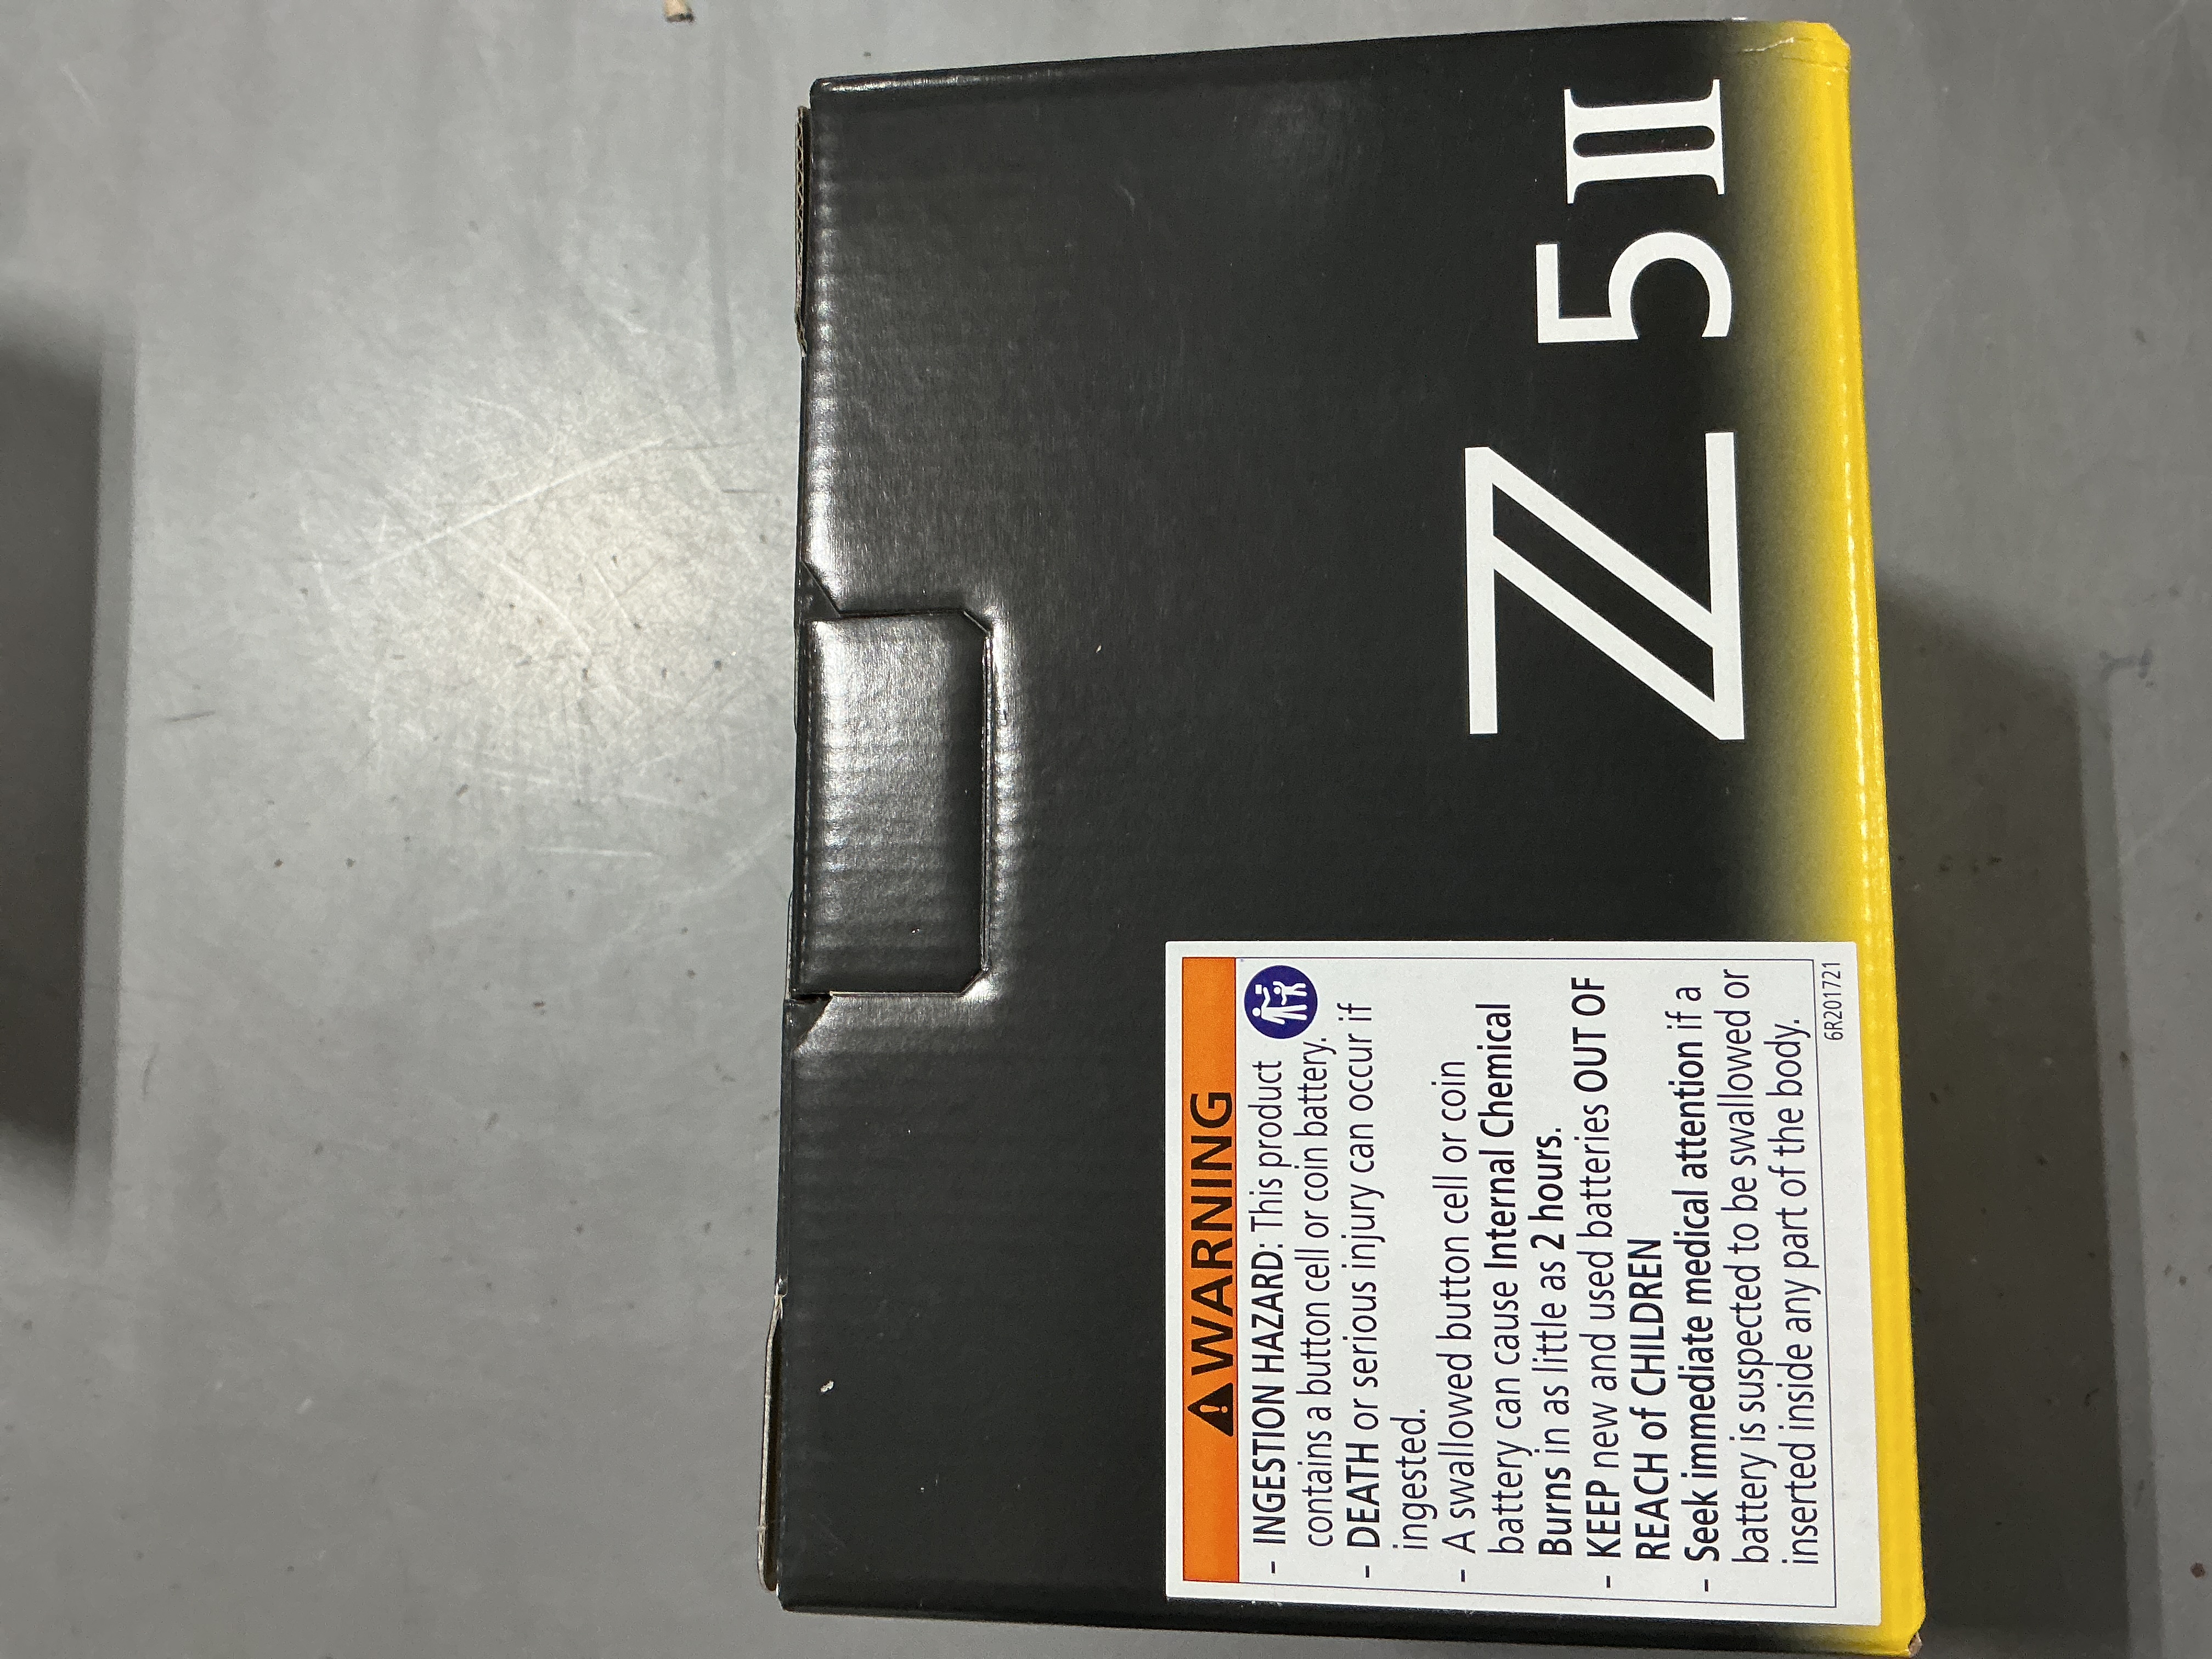 WARNING
- INGESTION HAZARD: This product
contains a button cell or coin battery.
- DEATH or serious injury can occur if
ingested.
- A swallowed button cell or coin
battery can cause Internal Chemical
Burns in as little as 2 hours.
- KEEP new and used batteries OUT OF
REACH of CHILDREN
- Seek immediate medical attention if a
battery is suspected to be swallowed or
inserted inside any part of the body.
6R201721
Z 5II